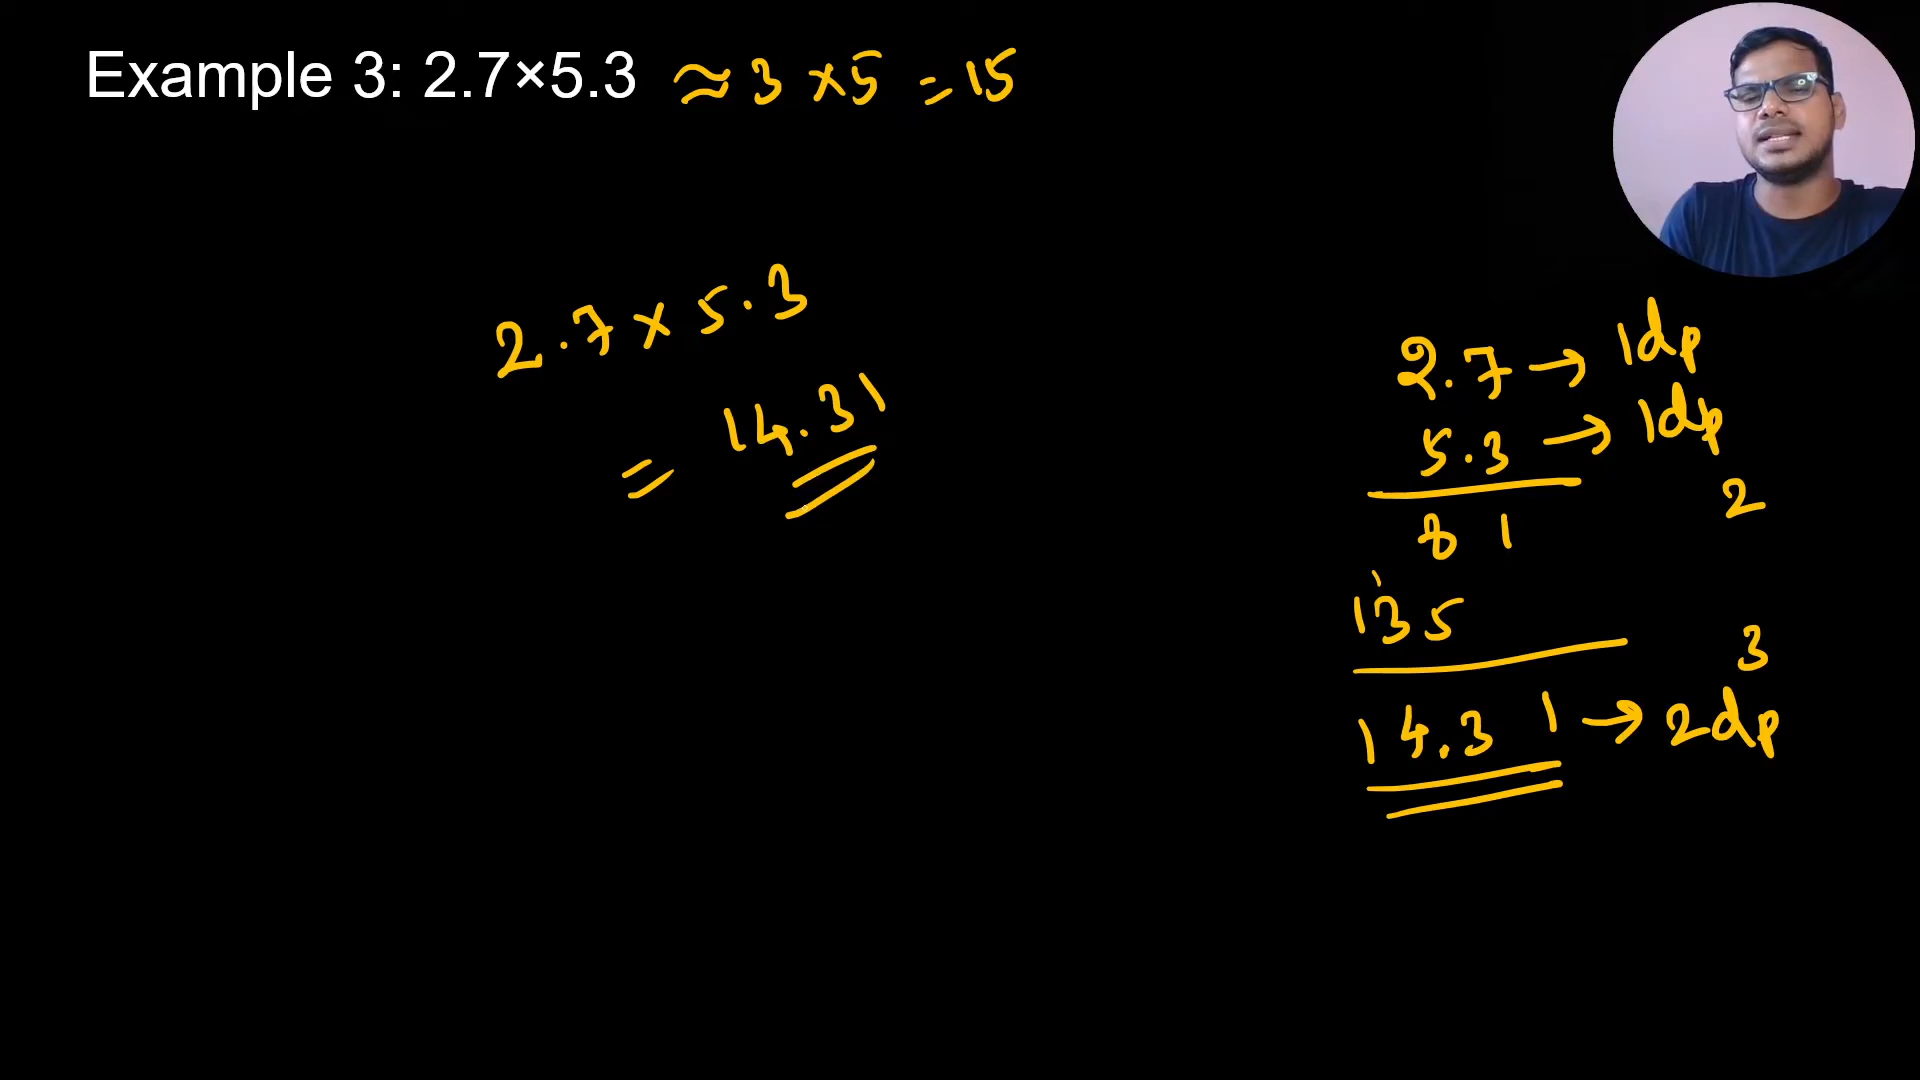 Example 3: 2.7×5.3 ≈ 3 × 5 = 15
2.7 × 5.3
= 14.31
2.7 → 1dp
5.3 → 1dp
2
8 1
1
135
3
14.31 → 2dp